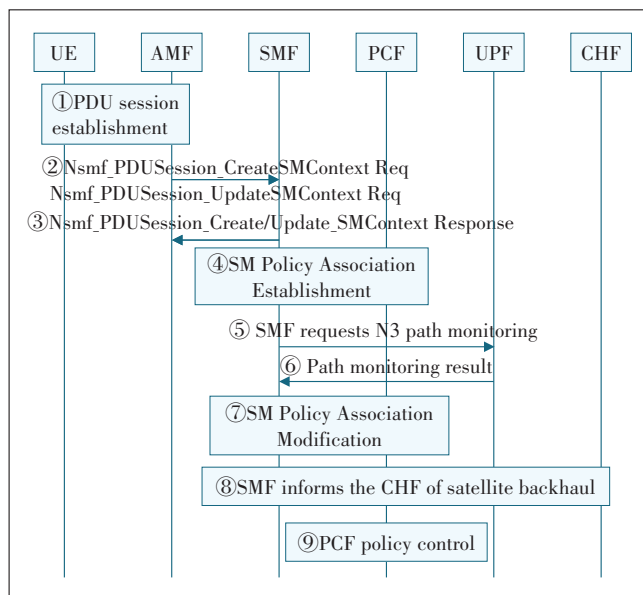 UE AMF SMF PCF UPF CHF
①PDU session
establishment
②Nsmf_PDUSession_CreateSMContext Req
Nsmf_PDUSession_UpdateSMContext Req
③Nsmf_PDUSession_Create/Update_SMContext Response
④SM Policy Association
Establishment
⑤ SMF requests N3 path monitoring
⑥ Path monitoring result
⑦SM Policy Association
Modification
⑧SMF informs the CHF of satellite backhaul
⑨PCF policy control